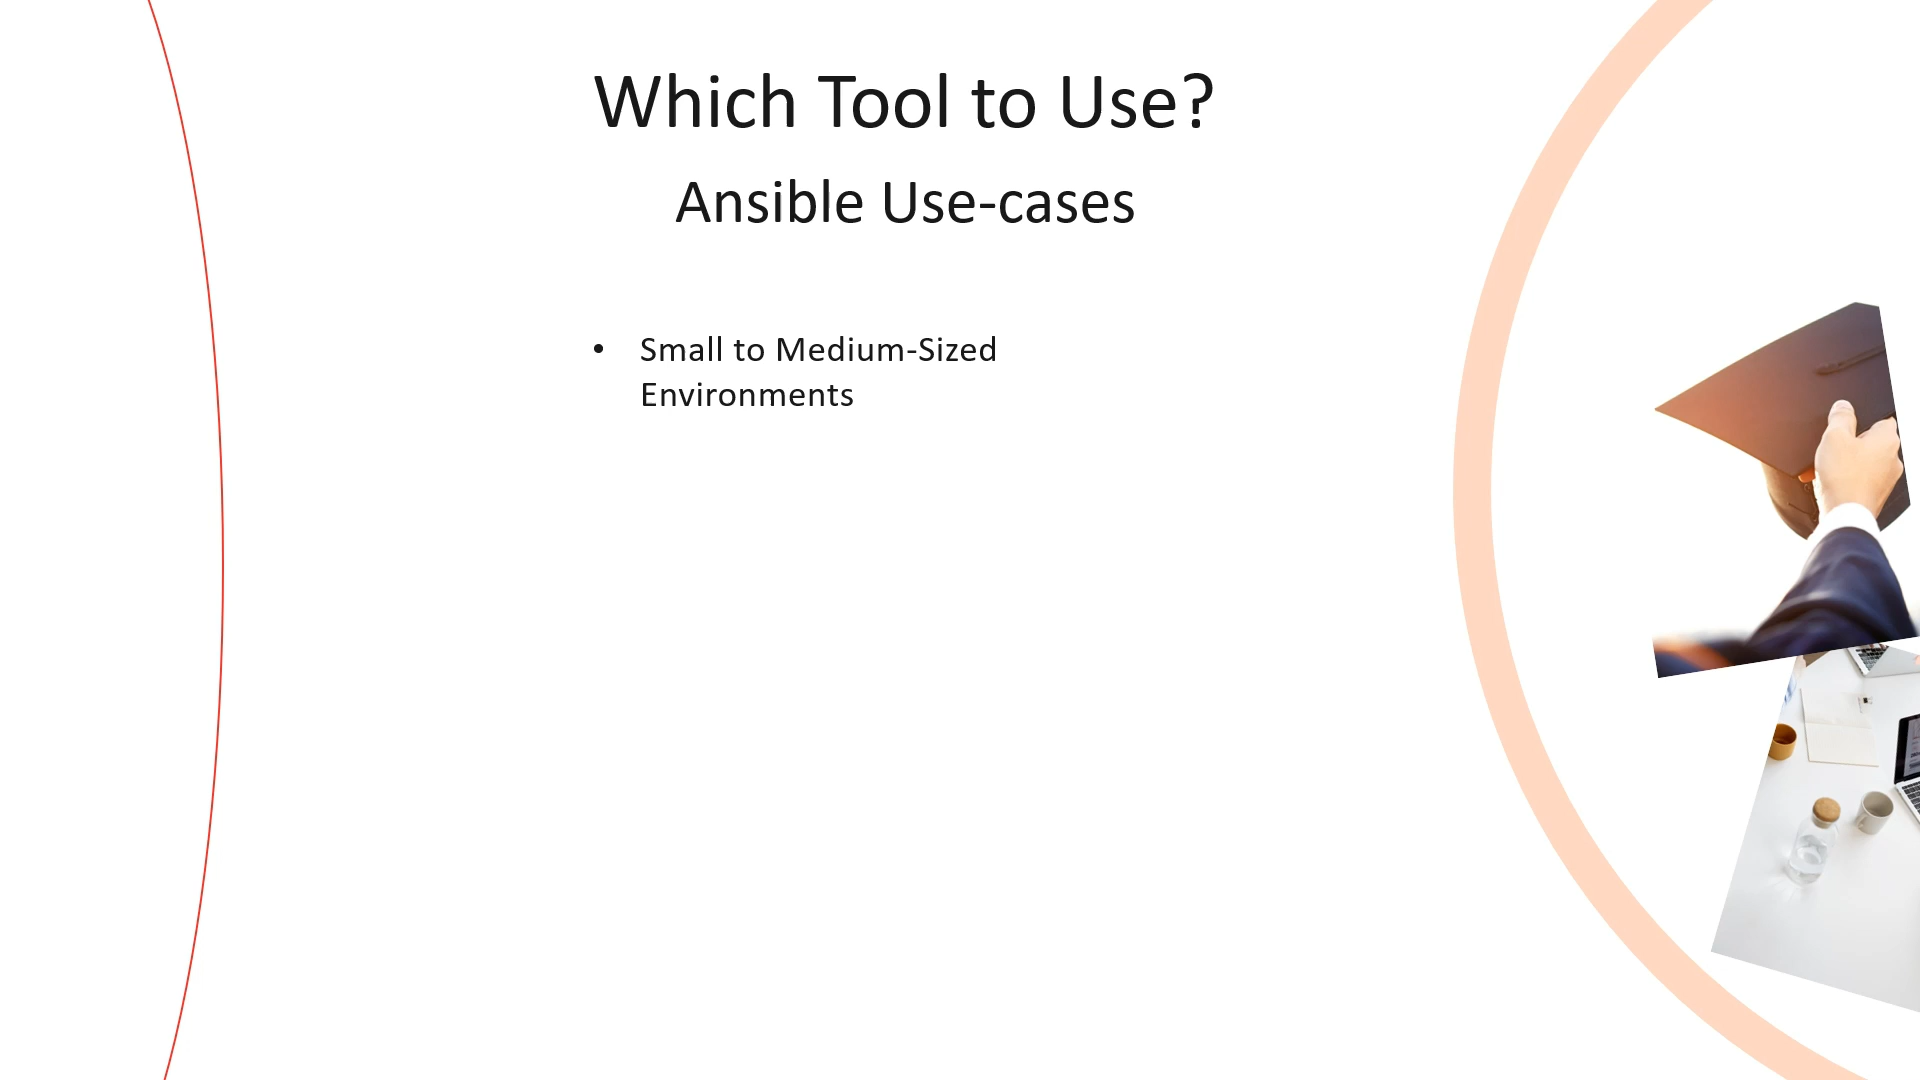 Which Tool to Use?
Ansible Use-cases
• Small to Medium-Sized
Environments